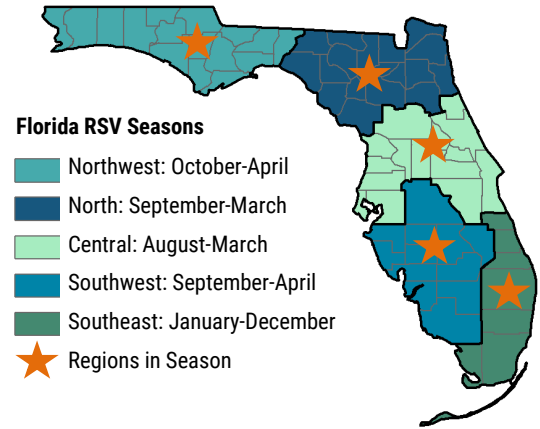 Florida RSV Seasons
Northwest: October-April
North: September-March
Central: August-March
Southwest: September-April
Southeast: January-December
Regions in Season